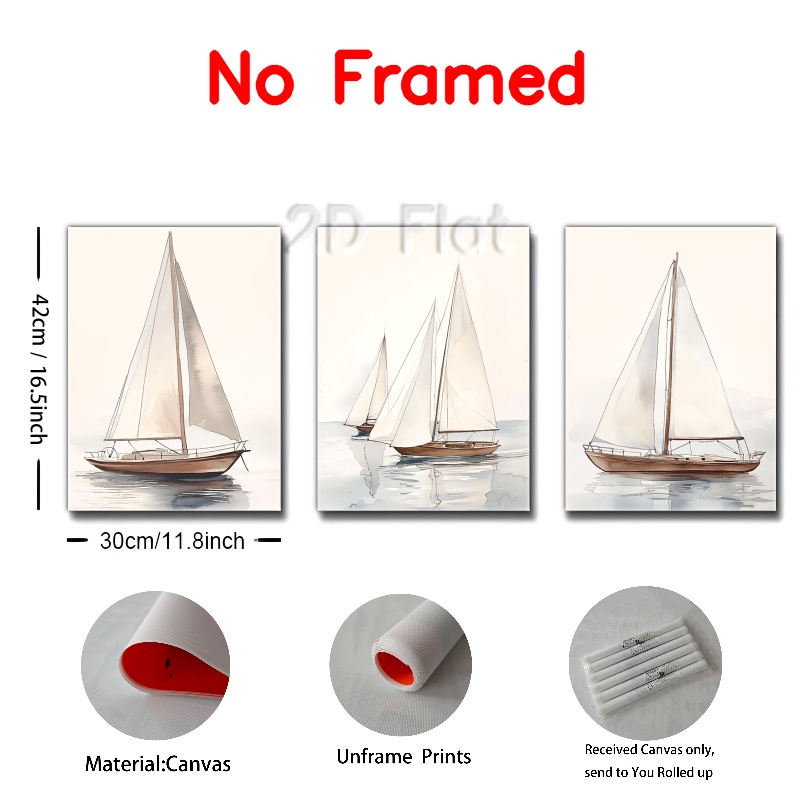 No Framed
2D Flat
42cm / 16.5inch
30cm/11.8inch
Material:Canvas
Unframe Prints
Received Canvas only,
send to You Rolled up